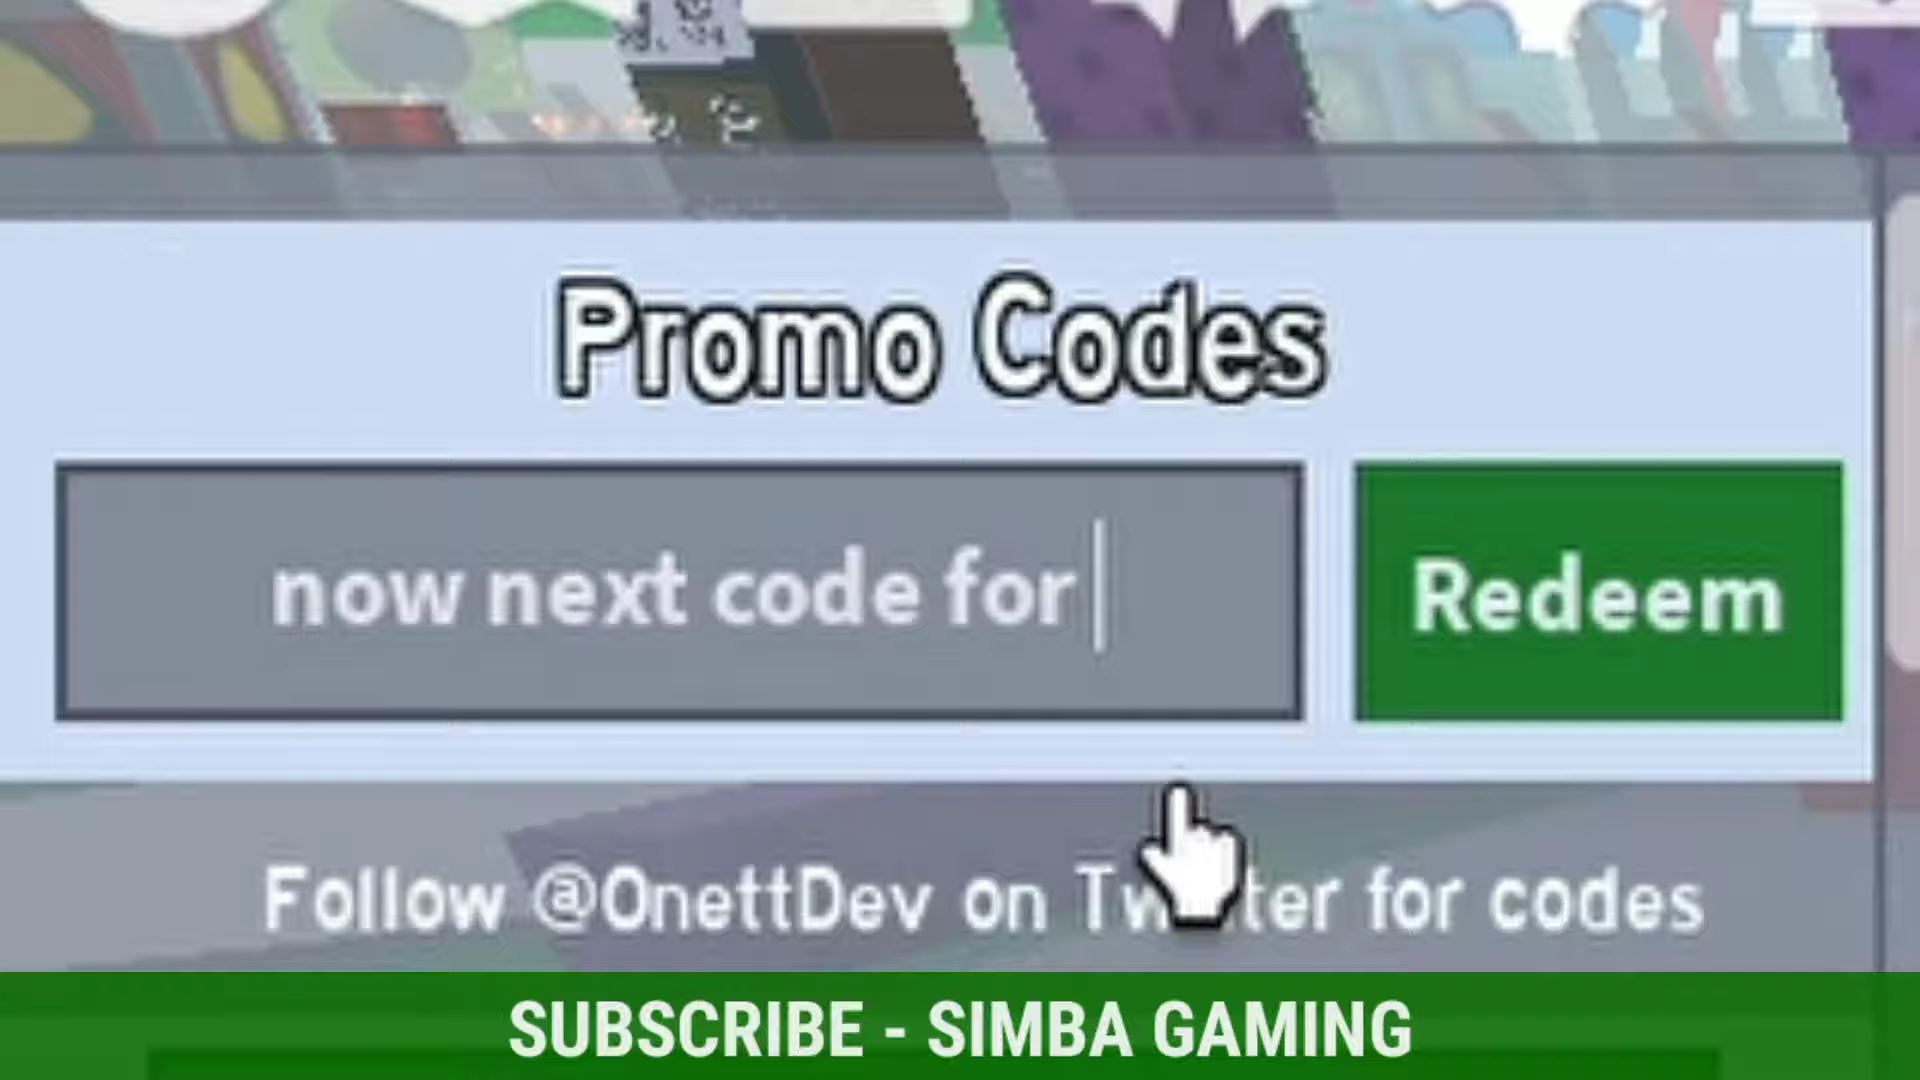 Promo Codes
now next code for
Redeem
Follow @OnettDev on Twitter for codes
SUBSCRIBE - SIMBA GAMING